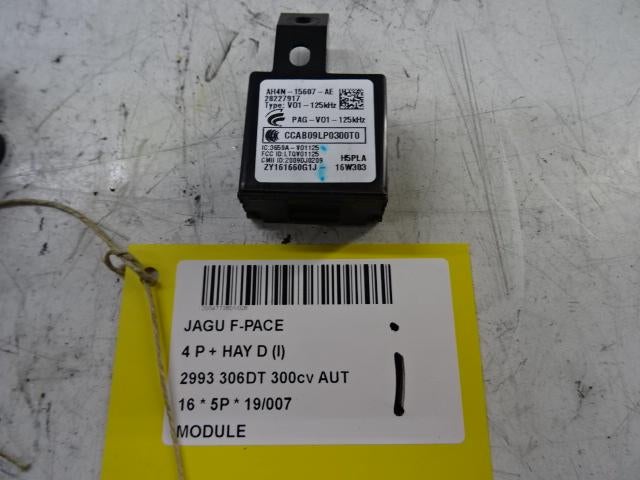 AH4N-15607-AE
28227917
Type: V01-125kHz
PAG-V01-125kHz
CCAB09LP0300T0
IC:3659A-V01125
FCC ID:LTQV01125
CMII ID:2009DJ0209
H5PLA
ZY161660G1J
16W303
JAGU F-PACE
4 P + HAY D (I)
2993 306DT 300cv AUT
16 * 5P * 19/007
MODULE